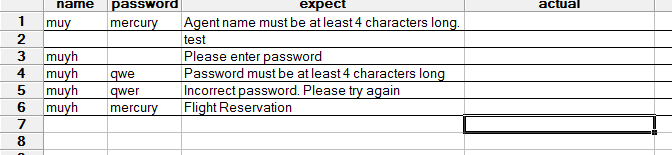 name password expect actual
1 muy mercury Agent name must be at least 4 characters long.
2 test
3 muyh Please enter password
4 muyh qwe Password must be at least 4 characters long
5 muyh qwer Incorrect password. Please try again
6 muyh mercury Flight Reservation
7
8